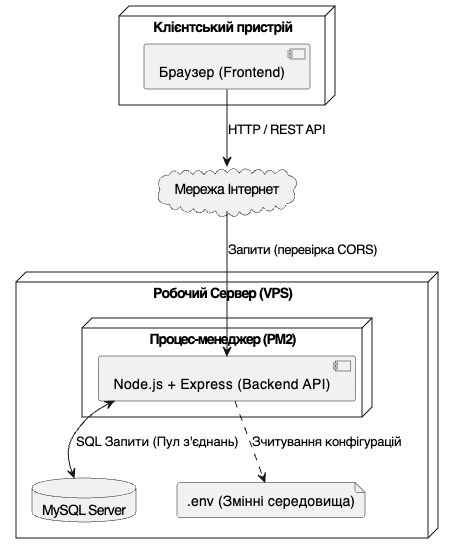 Клієнтський пристрій
Браузер (Frontend)
HTTP / REST API
Мережа Інтернет
Запити (перевірка CORS)
Робочий Сервер (VPS)
Процес-менеджер (PM2)
Node.js + Express (Backend API)
SQL Запити (Пул з'єднань)
Зчитування конфігурацій
MySQL Server
.env (Змінні середовища)